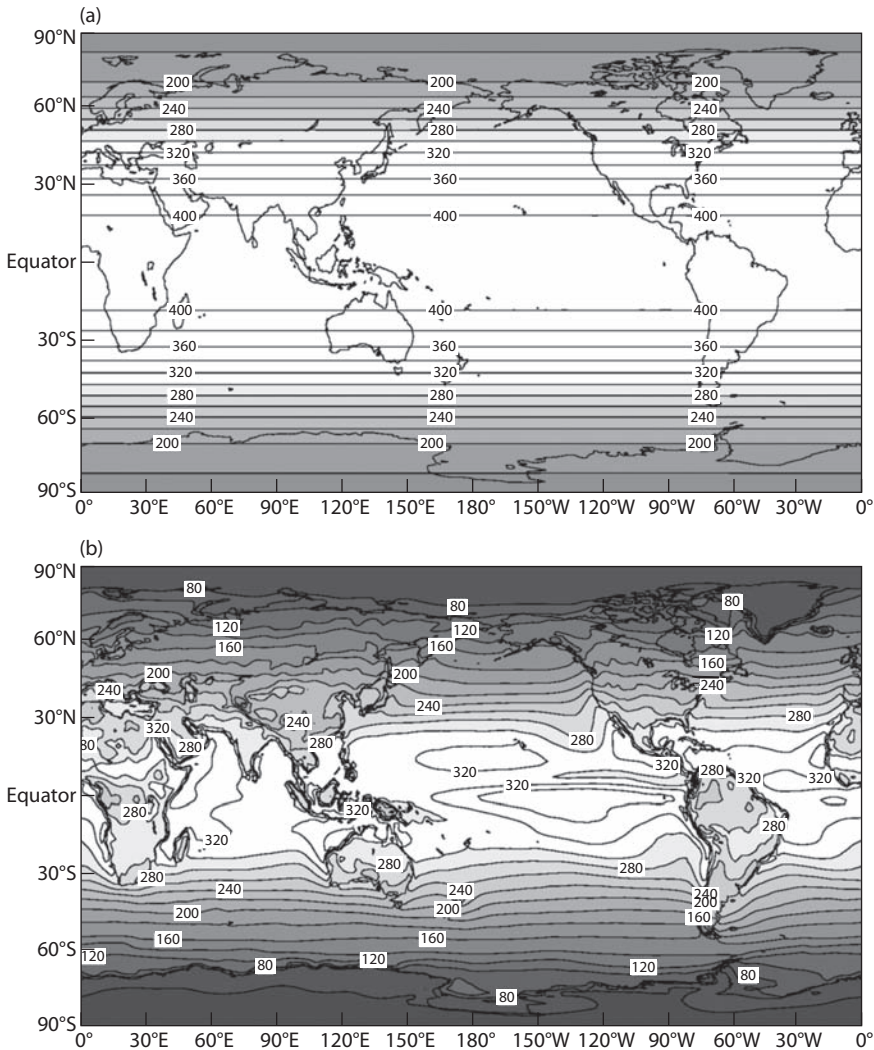 (a)
90°N
200 200 200
60°N
240 240 240
280 280 280
320 320 320
30°N
360 360 360
400 400 400
Equator
400 400 400
30°S
360 360 360
320 320 320
280 280 280
60°S
240 240 240
200 200 200
90°S
0° 30°E 60°E 90°E 120°E 150°E 180°W 150°W 120°W 90°W 60°W 30°W 0°
(b)
90°N
80 80 80
120 120 120
60°N
160 160 160
200 200
240 240
240 280
30°N
320 240
80 280 280 280
320 320 280 320 320
320
Equator
280 320
320 280
280 280
30°S
280
240 240 240
200 200 200
160
160 160
60°S
120 120 120
80 80
80
90°S
0° 30°E 60°E 90°E 120°E 150°E 180°W 150°W 120°W 90°W 60°W 30°W 0°